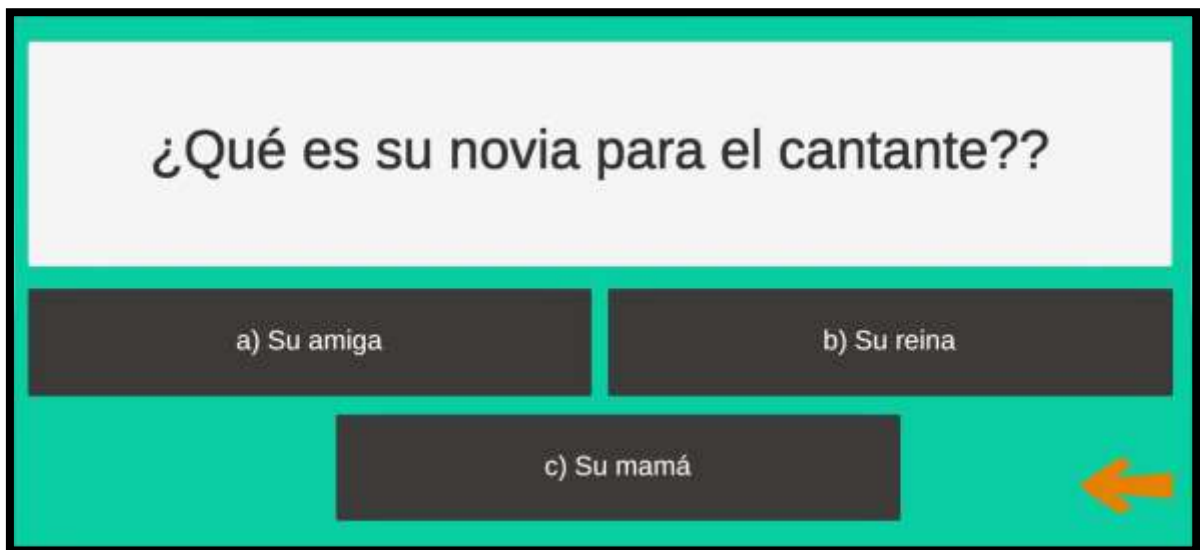 ¿Qué es su novia para el cantante??
a) Su amiga
b) Su reina
c) Su mamá